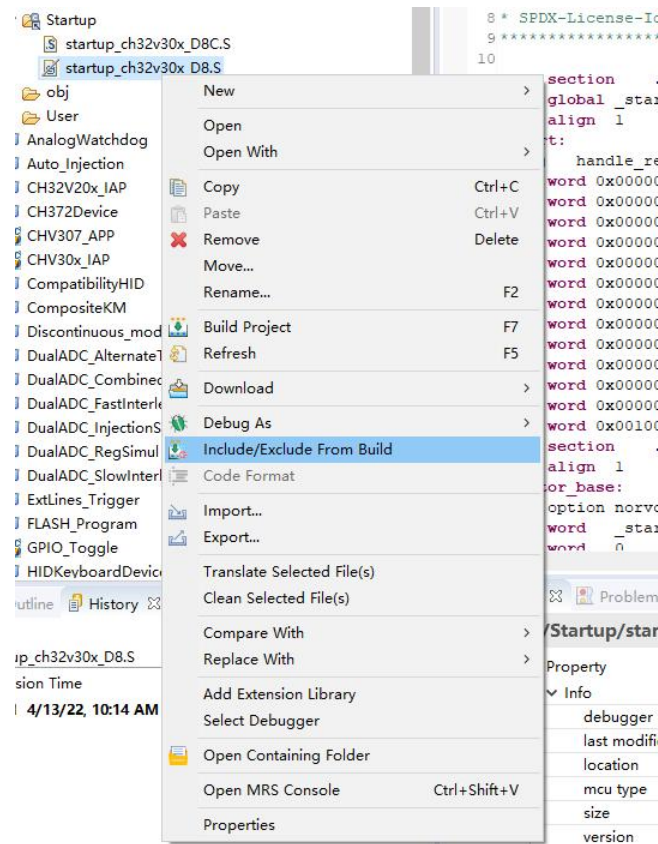 Startup
startup_ch32v30x_D8C.S
startup_ch32v30x_D8.S
obj
User
AnalogWatchdog
Auto_Injection
CH32V20x_IAP
CH372Device
CHV307_APP
CHV30x_IAP
CompatibilityHID
CompositeKM
Discontinuous_mod
DualADC_AlternateT
DualADC_Combined
DualADC_FastInterle
DualADC_InjectionS
DualADC_RegSimul
DualADC_SlowInterl
ExtLines_Trigger
FLASH_Program
GPIO_Toggle
HIDKeyboardDevic
utline History
up_ch32v30x_D8.S
sion Time
4/13/22, 10:14 AM
New
Open
Open With
Copy Ctrl+C
Paste Ctrl+V
Remove Delete
Move...
Rename... F2
Build Project F7
Refresh F5
Download
Debug As
Include/Exclude From Build
Code Format
Import...
Export...
Translate Selected File(s)
Clean Selected File(s)
Compare With
Replace With
Add Extension Library
Select Debugger
Open Containing Folder
Open MRS Console Ctrl+Shift+V
Properties
8 * SPDX-License-Id
9 *****************
10
section .
global _star
align 1
t:
handle_re
word 0x00000
word 0x00000
word 0x00000
word 0x00000
word 0x00000
word 0x00000
word 0x00000
word 0x00000
word 0x00000
word 0x00000
word 0x00000
word 0x00000
word 0x00100
section .
align 1
or_base:
option norvc
word _star
word 0
Problem
/Startup/star
Property
Info
debugger
last modifi
location
mcu type
size
version